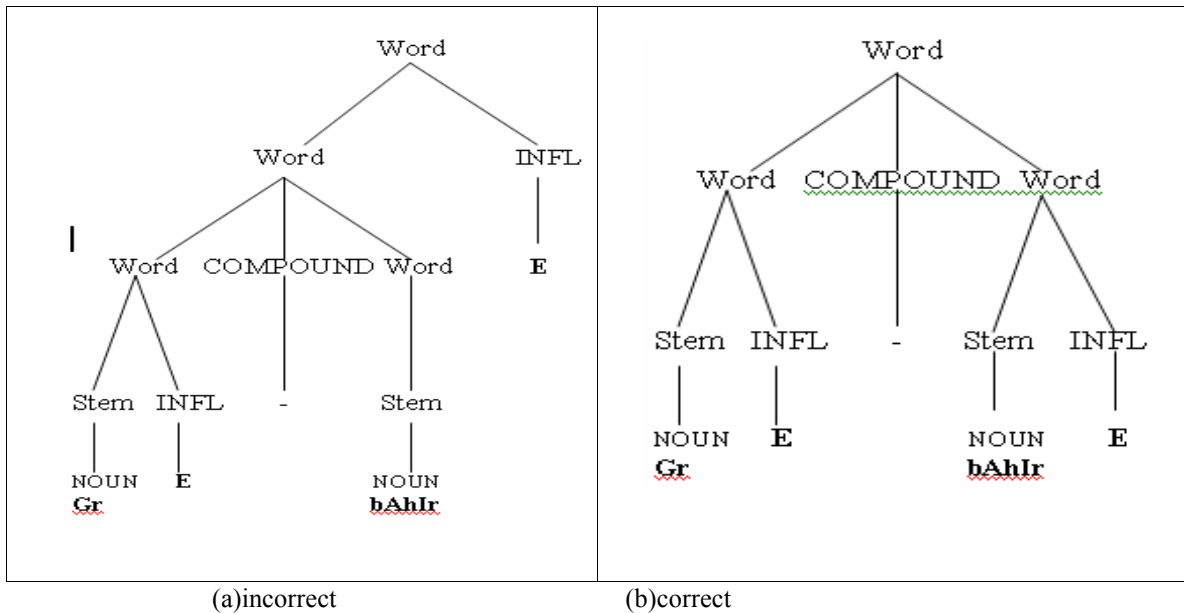 Word
Word INFL
Word COMPOUND Word E
Stem INFL - Stem
NOUN E NOUN
Gr bAhIr
Word
Word COMPOUND Word
Stem INFL - Stem INFL
NOUN E NOUN E
Gr bAhIr
(a)incorrect (b)correct